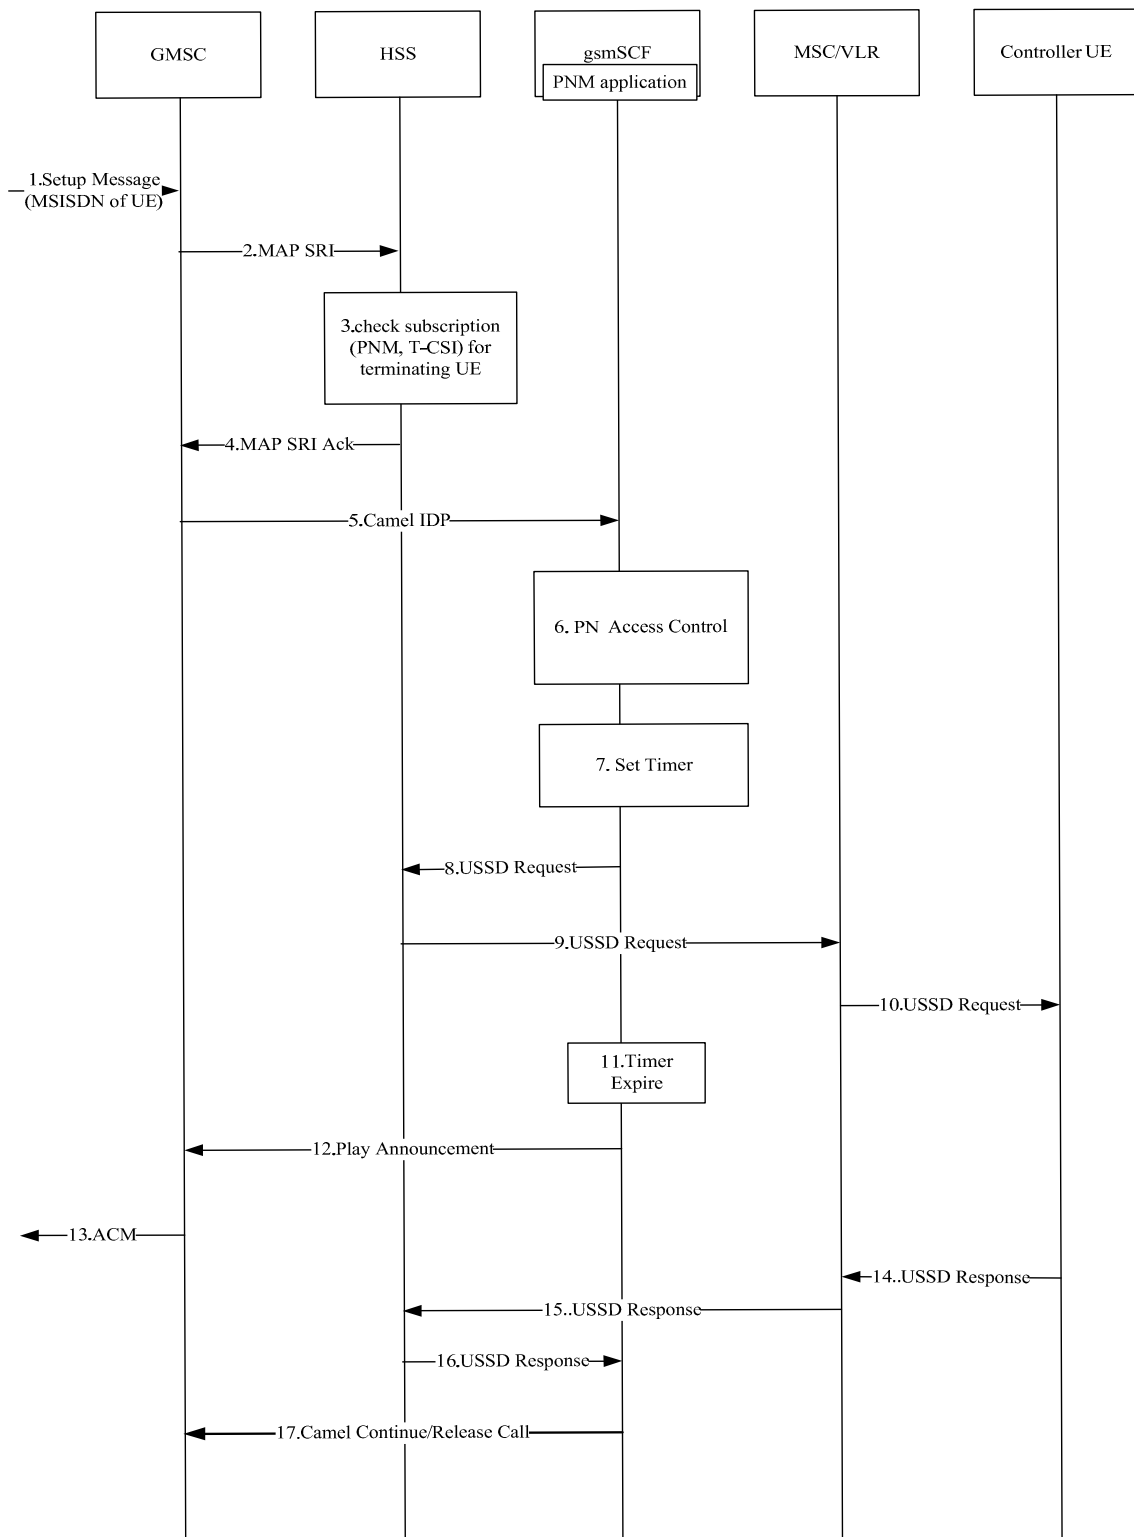 GMSC
HSS
gsmSCF
PNM application
MSC/VLR
Controller UE
1.Setup Message
(MSISDN of UE)
2.MAP SRI
3.check subscription
(PNM, T-CSI) for
terminating UE
4.MAP SRI Ack
5.Camel IDP
6. PN Access Control
7. Set Timer
8.USSD Request
9.USSD Request
10.USSD Request
11.Timer
Expire
12.Play Announcement
13.ACM
14..USSD Response
15..USSD Response
16.USSD Response
17.Camel Continue/Release Call